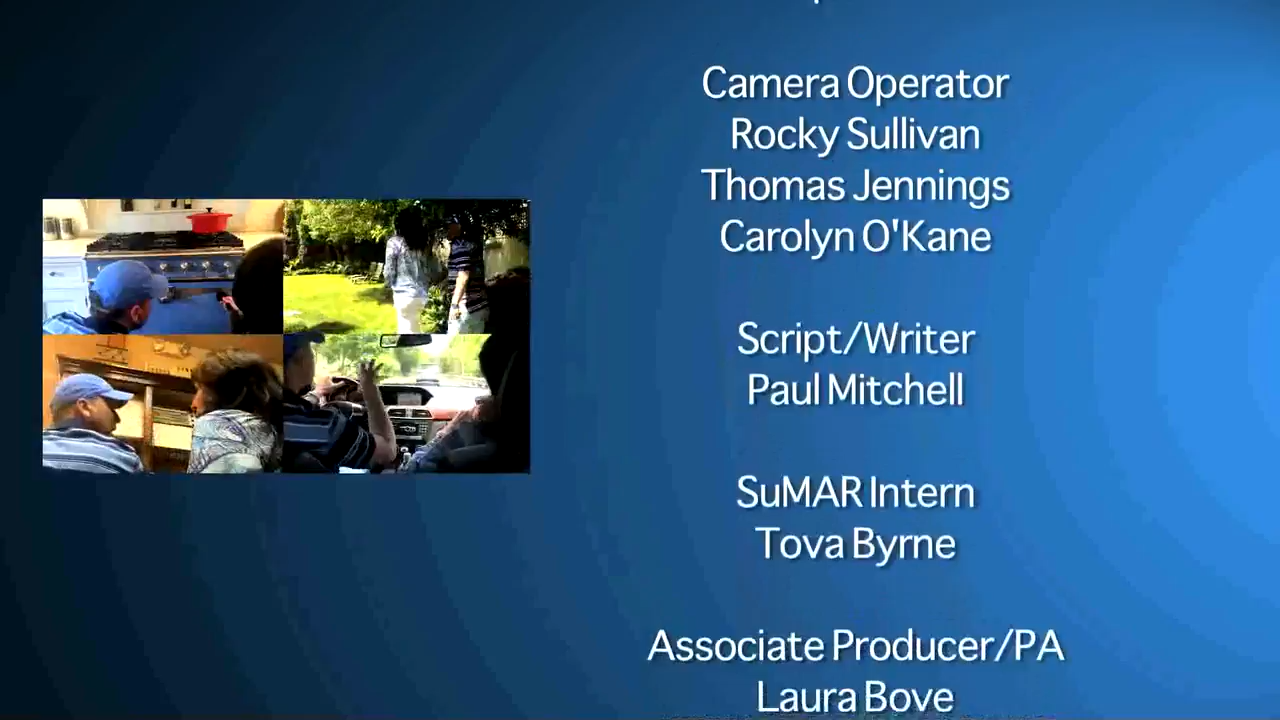 Camera Operator
Rocky Sullivan
Thomas Jennings
Carolyn O'Kane
Script/Writer
Paul Mitchell
SuMAR Intern
Tova Byrne
Associate Producer/PA
Laura Bove